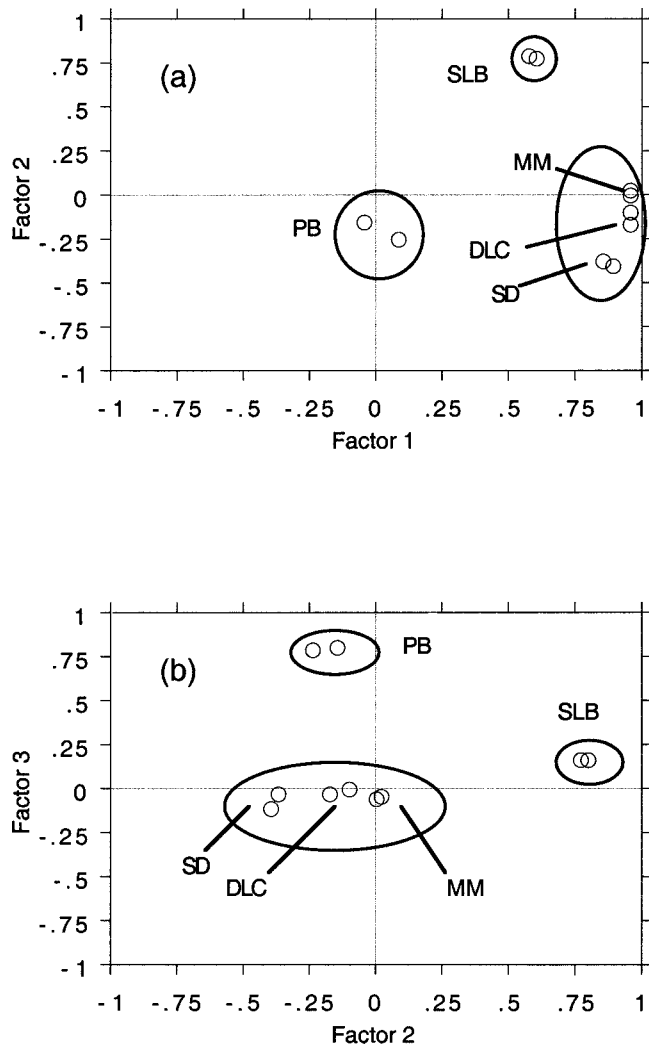 1
.75
.5
.25
0
-.25
-.5
-.75
-1
Factor 2
(a)
SLB
MM
PB
DLC
SD
-1 -.75 -.5 -.25 0 .25 .5 .75 1
Factor 1
1
.75
.5
.25
0
-.25
-.5
-.75
-1
Factor 3
(b)
PB
SLB
SD
DLC
MM
-1 -.75 -.5 -.25 0 .25 .5 .75 1
Factor 2